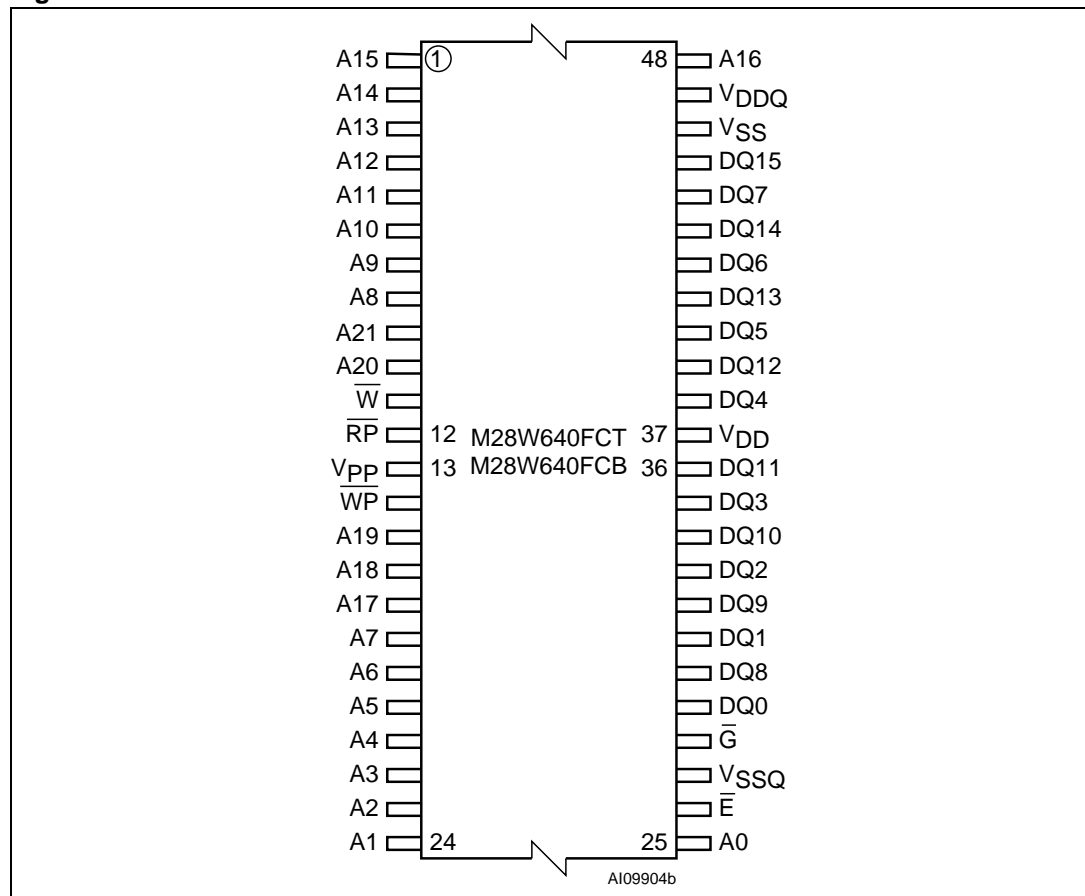 A15 ① 48 A16
A14 VDDQ
A13 VSS
A12 DQ15
A11 DQ7
A10 DQ14
A9 DQ6
A8 DQ13
A21 DQ5
A20 DQ12
W̅ DQ4
R̅P̅ 12 M28W640FCT 37 VDD
VPP 13 M28W640FCB 36 DQ11
W̅P̅ DQ3
A19 DQ10
A18 DQ2
A17 DQ9
A7 DQ1
A6 DQ8
A5 DQ0
A4 G̅
A3 VSSQ
A2 E̅
A1 24 25 A0
AI09904b